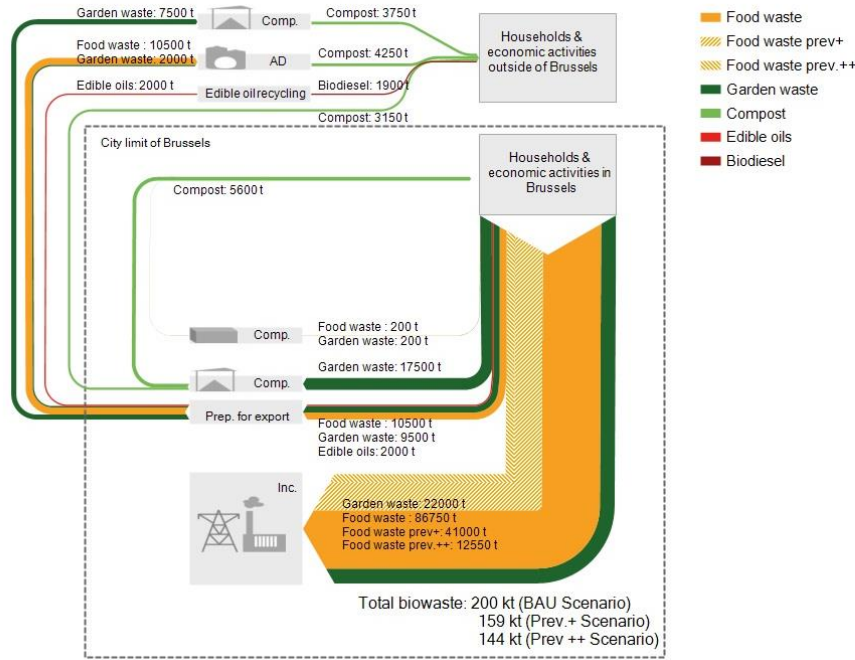 Garden waste: 7500 t
Comp.
Compost: 3750 t
Food waste : 10500 t
Garden waste: 2000 t
AD
Compost: 4250 t
Edible oils: 2000 t
Edible oil recycling
Biodiesel: 1900t
Compost: 3150t
Households &
economic activities
outside of Brussels
Food waste
Food waste prev+
Food waste prev.++
Garden waste
Compost
Edible oils
Biodiesel
City limit of Brussels
Households &
economic activities in
Brussels
Compost: 5600 t
Comp.
Food waste : 200 t
Garden waste: 200 t
Comp.
Garden waste: 17500 t
Prep. for export
Food waste : 10500 t
Garden waste: 9500 t
Edible oils: 2000 t
Inc.
Garden waste: 22000 t
Food waste : 86750 t
Food waste prev+: 41000 t
Food waste prev.++: 12550 t
Total biowaste: 200 kt (BAU Scenario)
159 kt (Prev.+ Scenario)
144 kt (Prev ++ Scenario)